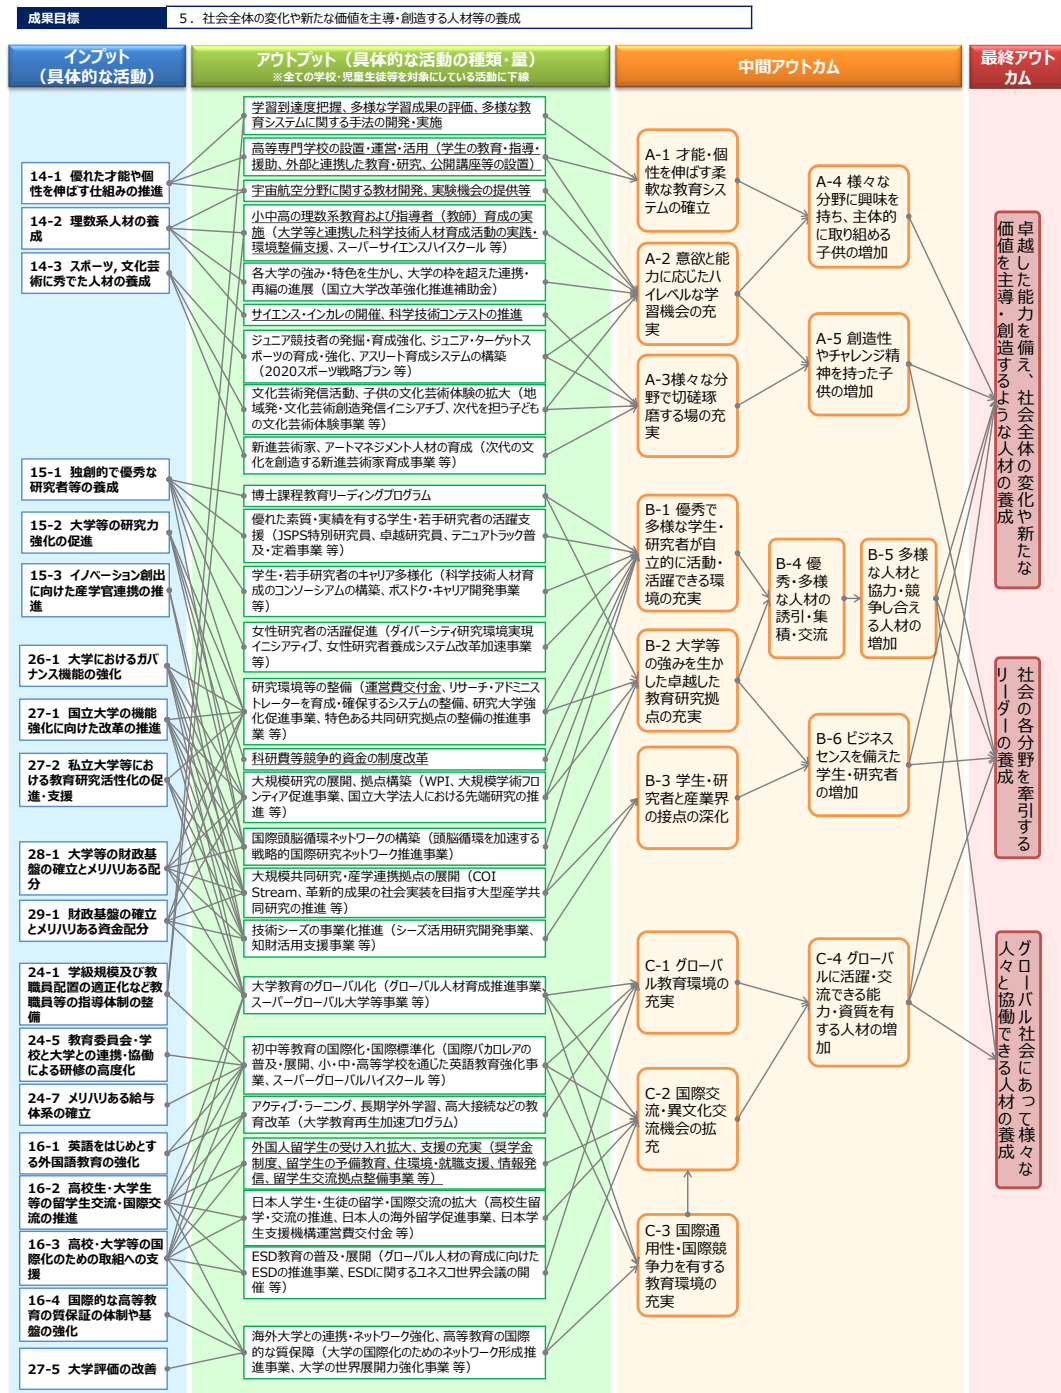 成果目標
５．社会全体の変化や新たな価値を主導・創造する人材等の養成
インプット
（具体的な活動）
アウトプット（具体的な活動の種類・量）
※全ての学校・児童生徒等を対象にしている活動に下線
中間アウトカム
最終アウト
カム
14-1 優れた才能や個
性を伸ばす仕組みの推進
14-2 理数系人材の養
成
14-3 スポーツ，文化芸
術に秀でた人材の養成
15-1 独創的で優秀な
研究者等の養成
15-2 大学等の研究力
強化の促進
15-3 イノベーション創出
に向けた産学官連携の推
進
26-1 大学におけるガバ
ナンス機能の強化
27-1 国立大学の機能
強化に向けた改革の推進
27-2 私立大学等にお
ける教育研究活性化の促
進・支援
28-1 大学等の財政基
盤の確立とメリハリある配
分
29-1 財政基盤の確立
とメリハリある資金配分
24-1 学級規模及び教
職員配置の適正化など教
職員等の指導体制の整
備
24-5 教育委員会・学
校と大学との連携・協働
による研修の高度化
24-7 メリハリある給与
体系の確立
16-1 英語をはじめとす
る外国語教育の強化
16-2 高校生・大学生
等の留学生交流・国際交
流の推進
16-3 高校・大学等の国
際化のための取組への支
援
16-4 国際的な高等教
育の質保証の体制や基
盤の強化
27-5 大学評価の改善
学習到達度把握、多様な学習成果の評価、多様な教
育システムに関する手法の開発・実施
高等専門学校の設置・運営・活用（学生の教育・指導・
援助、外部と連携した教育・研究、公開講座等の設置）
宇宙航空分野に関する教材開発、実験機会の提供等
小中高の理数系教育および指導者（教師）育成の実
施（大学等と連携した科学技術人材育成活動の実践・
環境整備支援、スーパーサイエンスハイスクール 等）
各大学の強み・特色を生かし、大学の枠を超えた連携・
再編の進展（国立大学改革強化推進補助金）
サイエンス・インカレの開催、科学技術コンテストの推進
ジュニア競技者の発掘・育成強化、ジュニア・ターゲットス
ポーツの育成・強化、アスリート育成システムの構築
（2020スポーツ戦略プラン 等）
文化芸術発信活動、子供の文化芸術体験の拡大（地
域発・文化芸術創造発信イニシアチブ、次代を担う子ども
の文化芸術体験事業 等）
新進芸術家、アートマネジメント人材の育成（次代の文
化を創造する新進芸術家育成事業 等）
博士課程教育リーディングプログラム
優れた素質・実績を有する学生・若手研究者の活躍支
援（JSPS特別研究員、卓越研究員、テニュアトラック普
及・定着事業 等）
学生・若手研究者のキャリア多様化（科学技術人材育
成のコンソーシアムの構築、ポスドク・キャリア開発事業
等）
女性研究者の活躍促進（ダイバーシティ研究環境実現
イニシアティブ、女性研究者養成システム改革加速事業
等）
研究環境等の整備（運営費交付金、リサーチ・アドミニス
トレーターを育成・確保するシステムの整備、研究大学強
化促進事業、特色ある共同研究拠点の整備の推進事
業 等）
科研費等競争的資金の制度改革
大規模研究の展開、拠点構築（WPI、大規模学術フロ
ンティア促進事業、国立大学法人における先端研究の推
進 等）
国際頭脳循環ネットワークの構築（頭脳循環を加速する
戦略的国際研究ネットワーク推進事業）
大規模共同研究・産学連携拠点の展開（COI
Stream、革新的成果の社会実装を目指す大型産学共
同研究の推進 等）
技術シーズの事業化推進（シーズ活用研究開発事業、
知財活用支援事業 等）
大学教育のグローバル化（グローバル人材育成推進事業、
スーパーグローバル大学等事業 等）
初中等教育の国際化・国際標準化（国際バカロレアの
普及・展開、小・中・高等学校を通じた英語教育強化事
業、スーパーグローバルハイスクール 等）
アクティブ・ラーニング、長期学外学習、高大接続などの教
育改革（大学教育再生加速プログラム）
外国人留学生の受け入れ拡大、支援の充実（奨学金
制度、留学生の予備教育、住環境・就職支援、情報発
信、留学生交流拠点整備事業 等）
日本人学生・生徒の留学・国際交流の拡大（高校生留
学・交流の推進、日本人の海外留学促進事業、日本学
生支援機構運営費交付金 等）
ESD教育の普及・展開（グローバル人材の育成に向けた
ESDの推進事業、ESDに関するユネスコ世界会議の開
催 等）
海外大学との連携・ネットワーク強化、高等教育の国際
的な質保障（大学の国際化のためのネットワーク形成推
進事業、大学の世界展開力強化事業 等）
A-1 才能・個
性を伸ばす柔
軟な教育シス
テムの確立
A-2 意欲と能
力に応じたハ
イレベルな学
習機会の充
実
A-3様々な分
野で切磋琢
磨する場の充
実
A-4 様々な
分野に興味を
持ち、主体的
に取り組める
子供の増加
A-5 創造性
やチャレンジ精
神を持った子
供の増加
B-1 優秀で
多様な学生・
研究者が自
立的に活動・
活躍できる環
境の充実
B-2 大学等
の強みを生か
した卓越した
教育研究拠
点の充実
B-3 学生・研
究者と産業界
の接点の深化
B-4 優
秀・多様
な人材の
誘引・集
積・交流
B-5 多様
な人材と
協力・競
争し合え
る人材の
増加
B-6 ビジネス
センスを備えた
学生・研究者
の増加
C-1 グローバ
ル教育環境の
充実
C-2 国際交
流・異文化交
流機会の拡
充
C-3 国際通
用性・国際競
争力を有する
教育環境の
充実
C-4 グローバ
ルに活躍・交
流できる能
力・資質を有
する人材の増
加
卓越した能力を備え、社会全体の変化や新たな
価値を主導・創造するような人材の養成
社会の各分野を牽引する
リーダーの養成
グローバル社会にあって様々な
人々と協働できる人材の養成